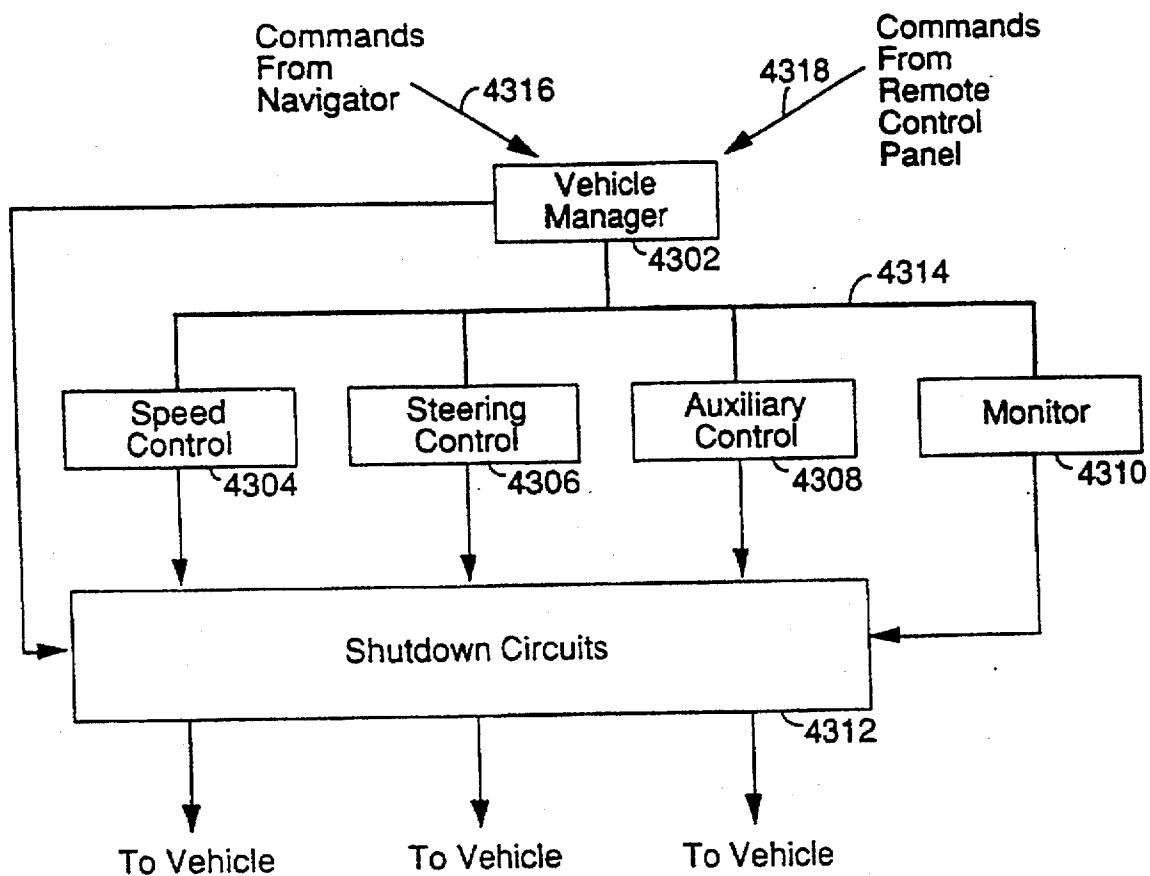 Commands
From
Navigator
4316
4318
Commands
From
Remote
Control
Panel
Vehicle
Manager
4302
4314
Speed
Control
4304
Steering
Control
4306
Auxiliary
Control
4308
Monitor
4310
Shutdown Circuits
4312
To Vehicle
To Vehicle
To Vehicle